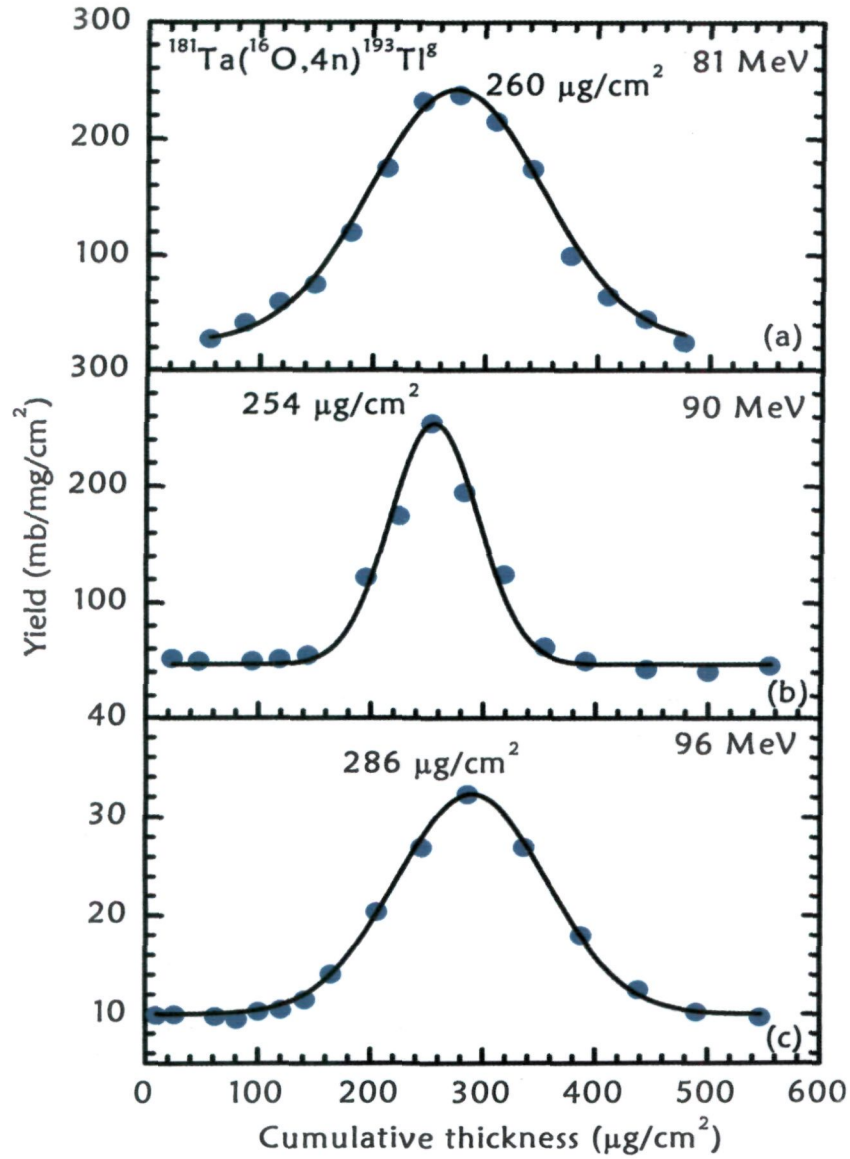 300
¹⁸¹Ta(¹⁶O,4n)¹⁹³Tlᵍ
81 MeV
260 μg/cm²
200
100
(a)
300
254 μg/cm²
90 MeV
200
100
(b)
40
286 μg/cm²
96 MeV
30
20
10
(c)
0 100 200 300 400 500 600
Cumulative thickness (μg/cm²)
Yield (mb/mg/cm²)